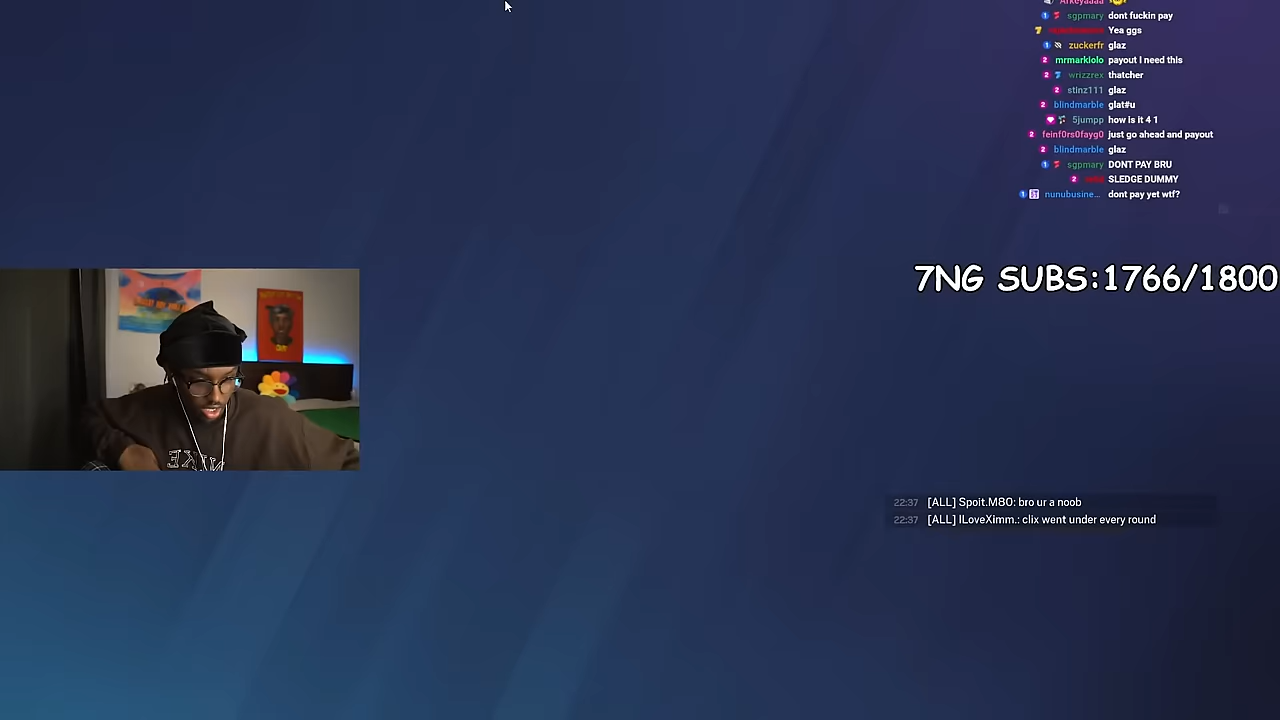 sgpmary dont fuckin pay
Yea ggs
zuckerfr glaz
mrmarklolo payout I need this
wrizzrex thatcher
stinz111 glaz
blindmarble glat#u
5jumpp how is it 4 1
feinf0rs0fayg0 just go ahead and payout
blindmarble glaz
sgpmary DONT PAY BRU
SLEDGE DUMMY
nunubusine... dont pay yet wtf?
7NG SUBS:1766/1800
22:37 [ALL] Spoit.M8O: bro ur a noob
22:37 [ALL] ILoveXimm.: clix went under every round